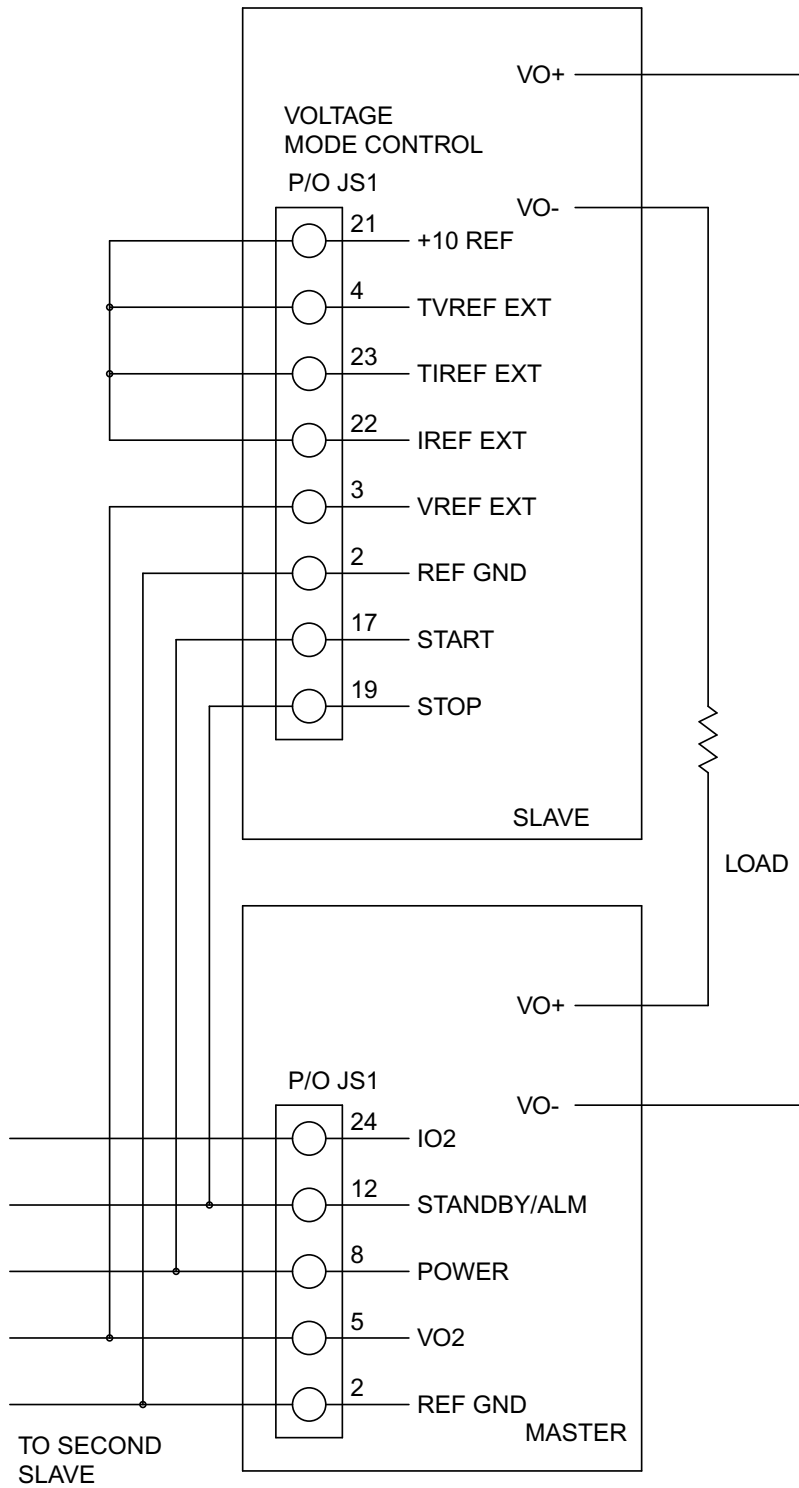 VO+
VOLTAGE
MODE CONTROL
P/O JS1
VO-
21
+10 REF
4
TVREF EXT
23
TIREF EXT
22
IREF EXT
3
VREF EXT
2
REF GND
17
START
19
STOP
SLAVE
LOAD
VO+
P/O JS1
VO-
24
IO2
12
STANDBY/ALM
8
POWER
5
VO2
2
REF GND
MASTER
TO SECOND
SLAVE